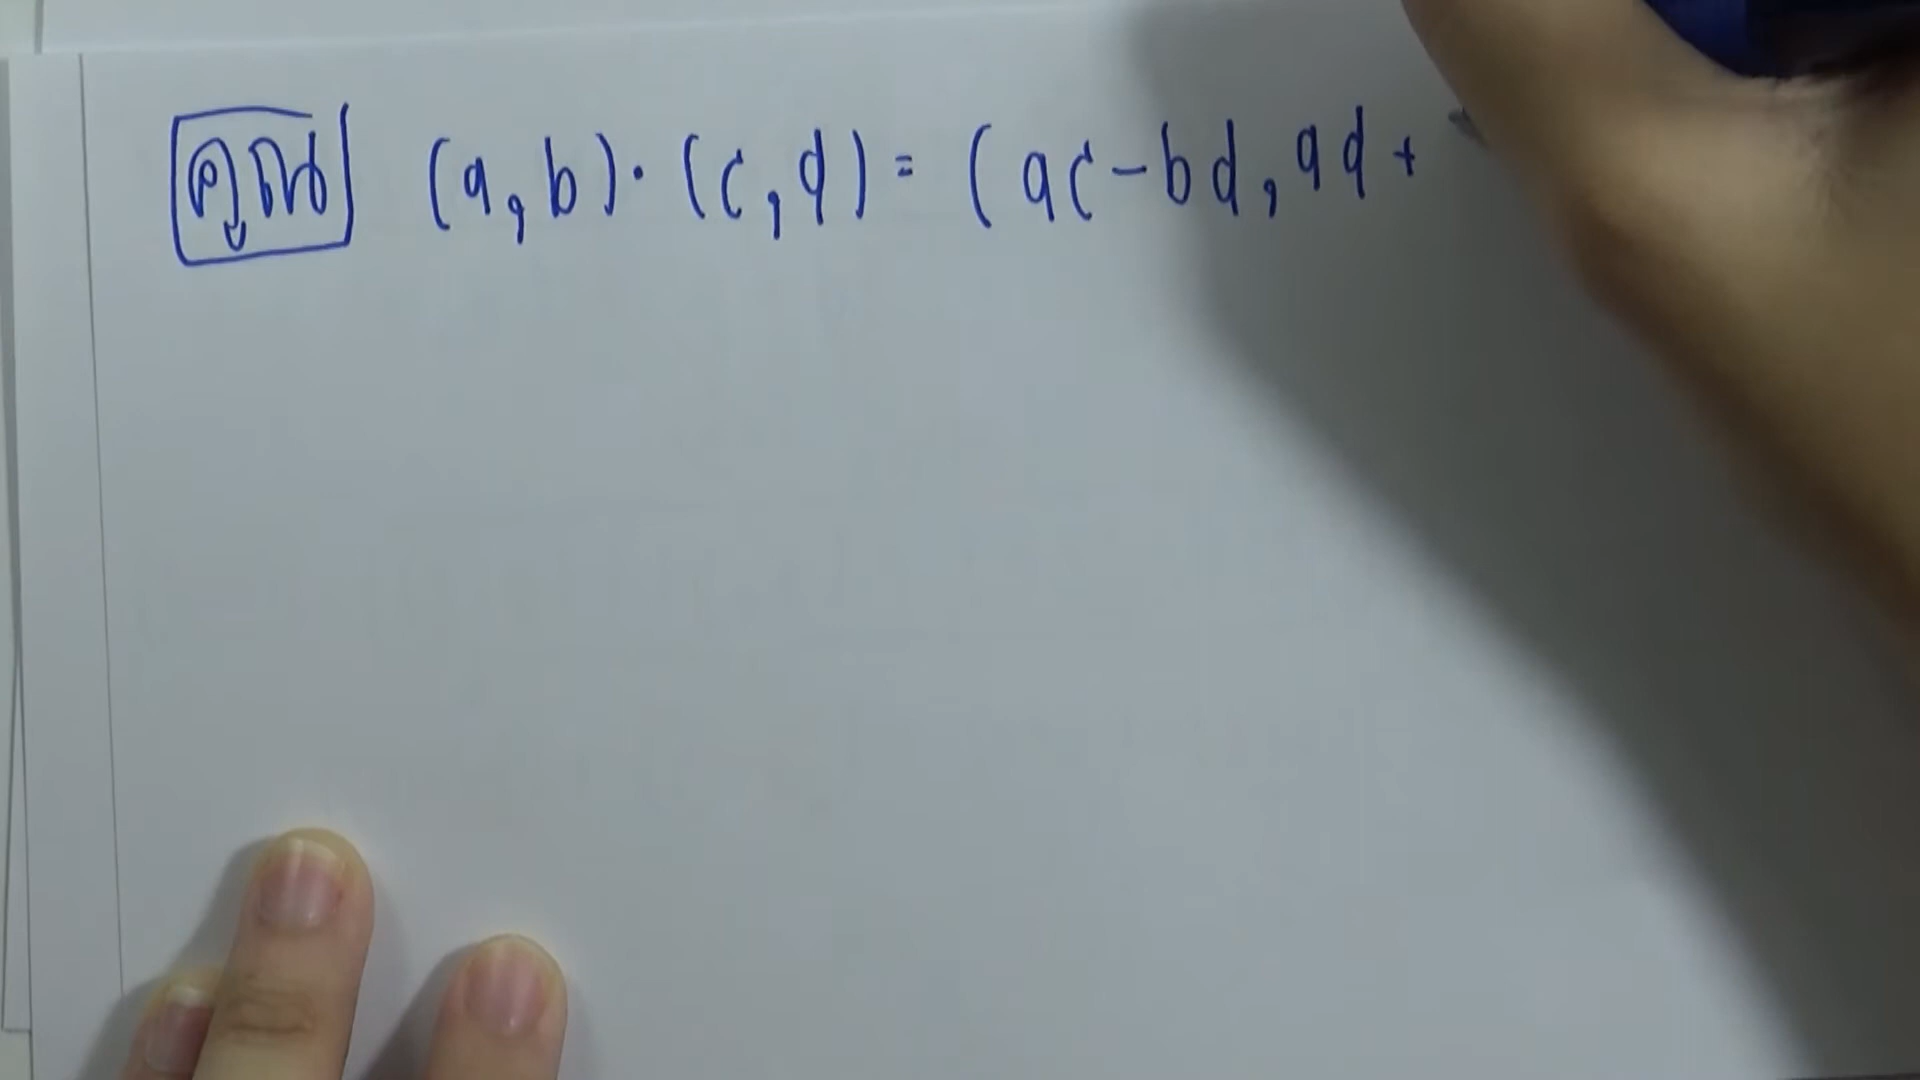 คูณ (a,b)·(c,d) = (ac-bd,ad+